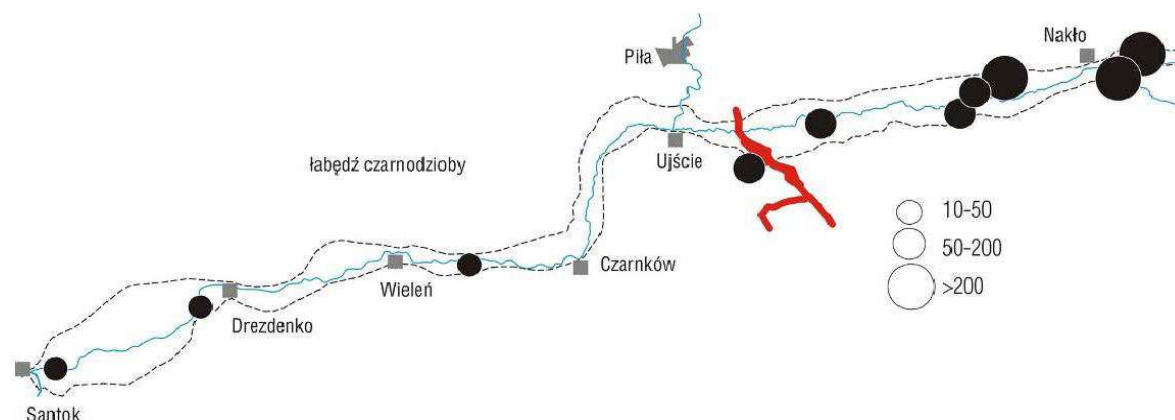 Nakło
Piła
łabędź czarnodzioby
Ujście
10-50
50-200
>200
Czarnków
Wieleń
Drezdenko
Santok